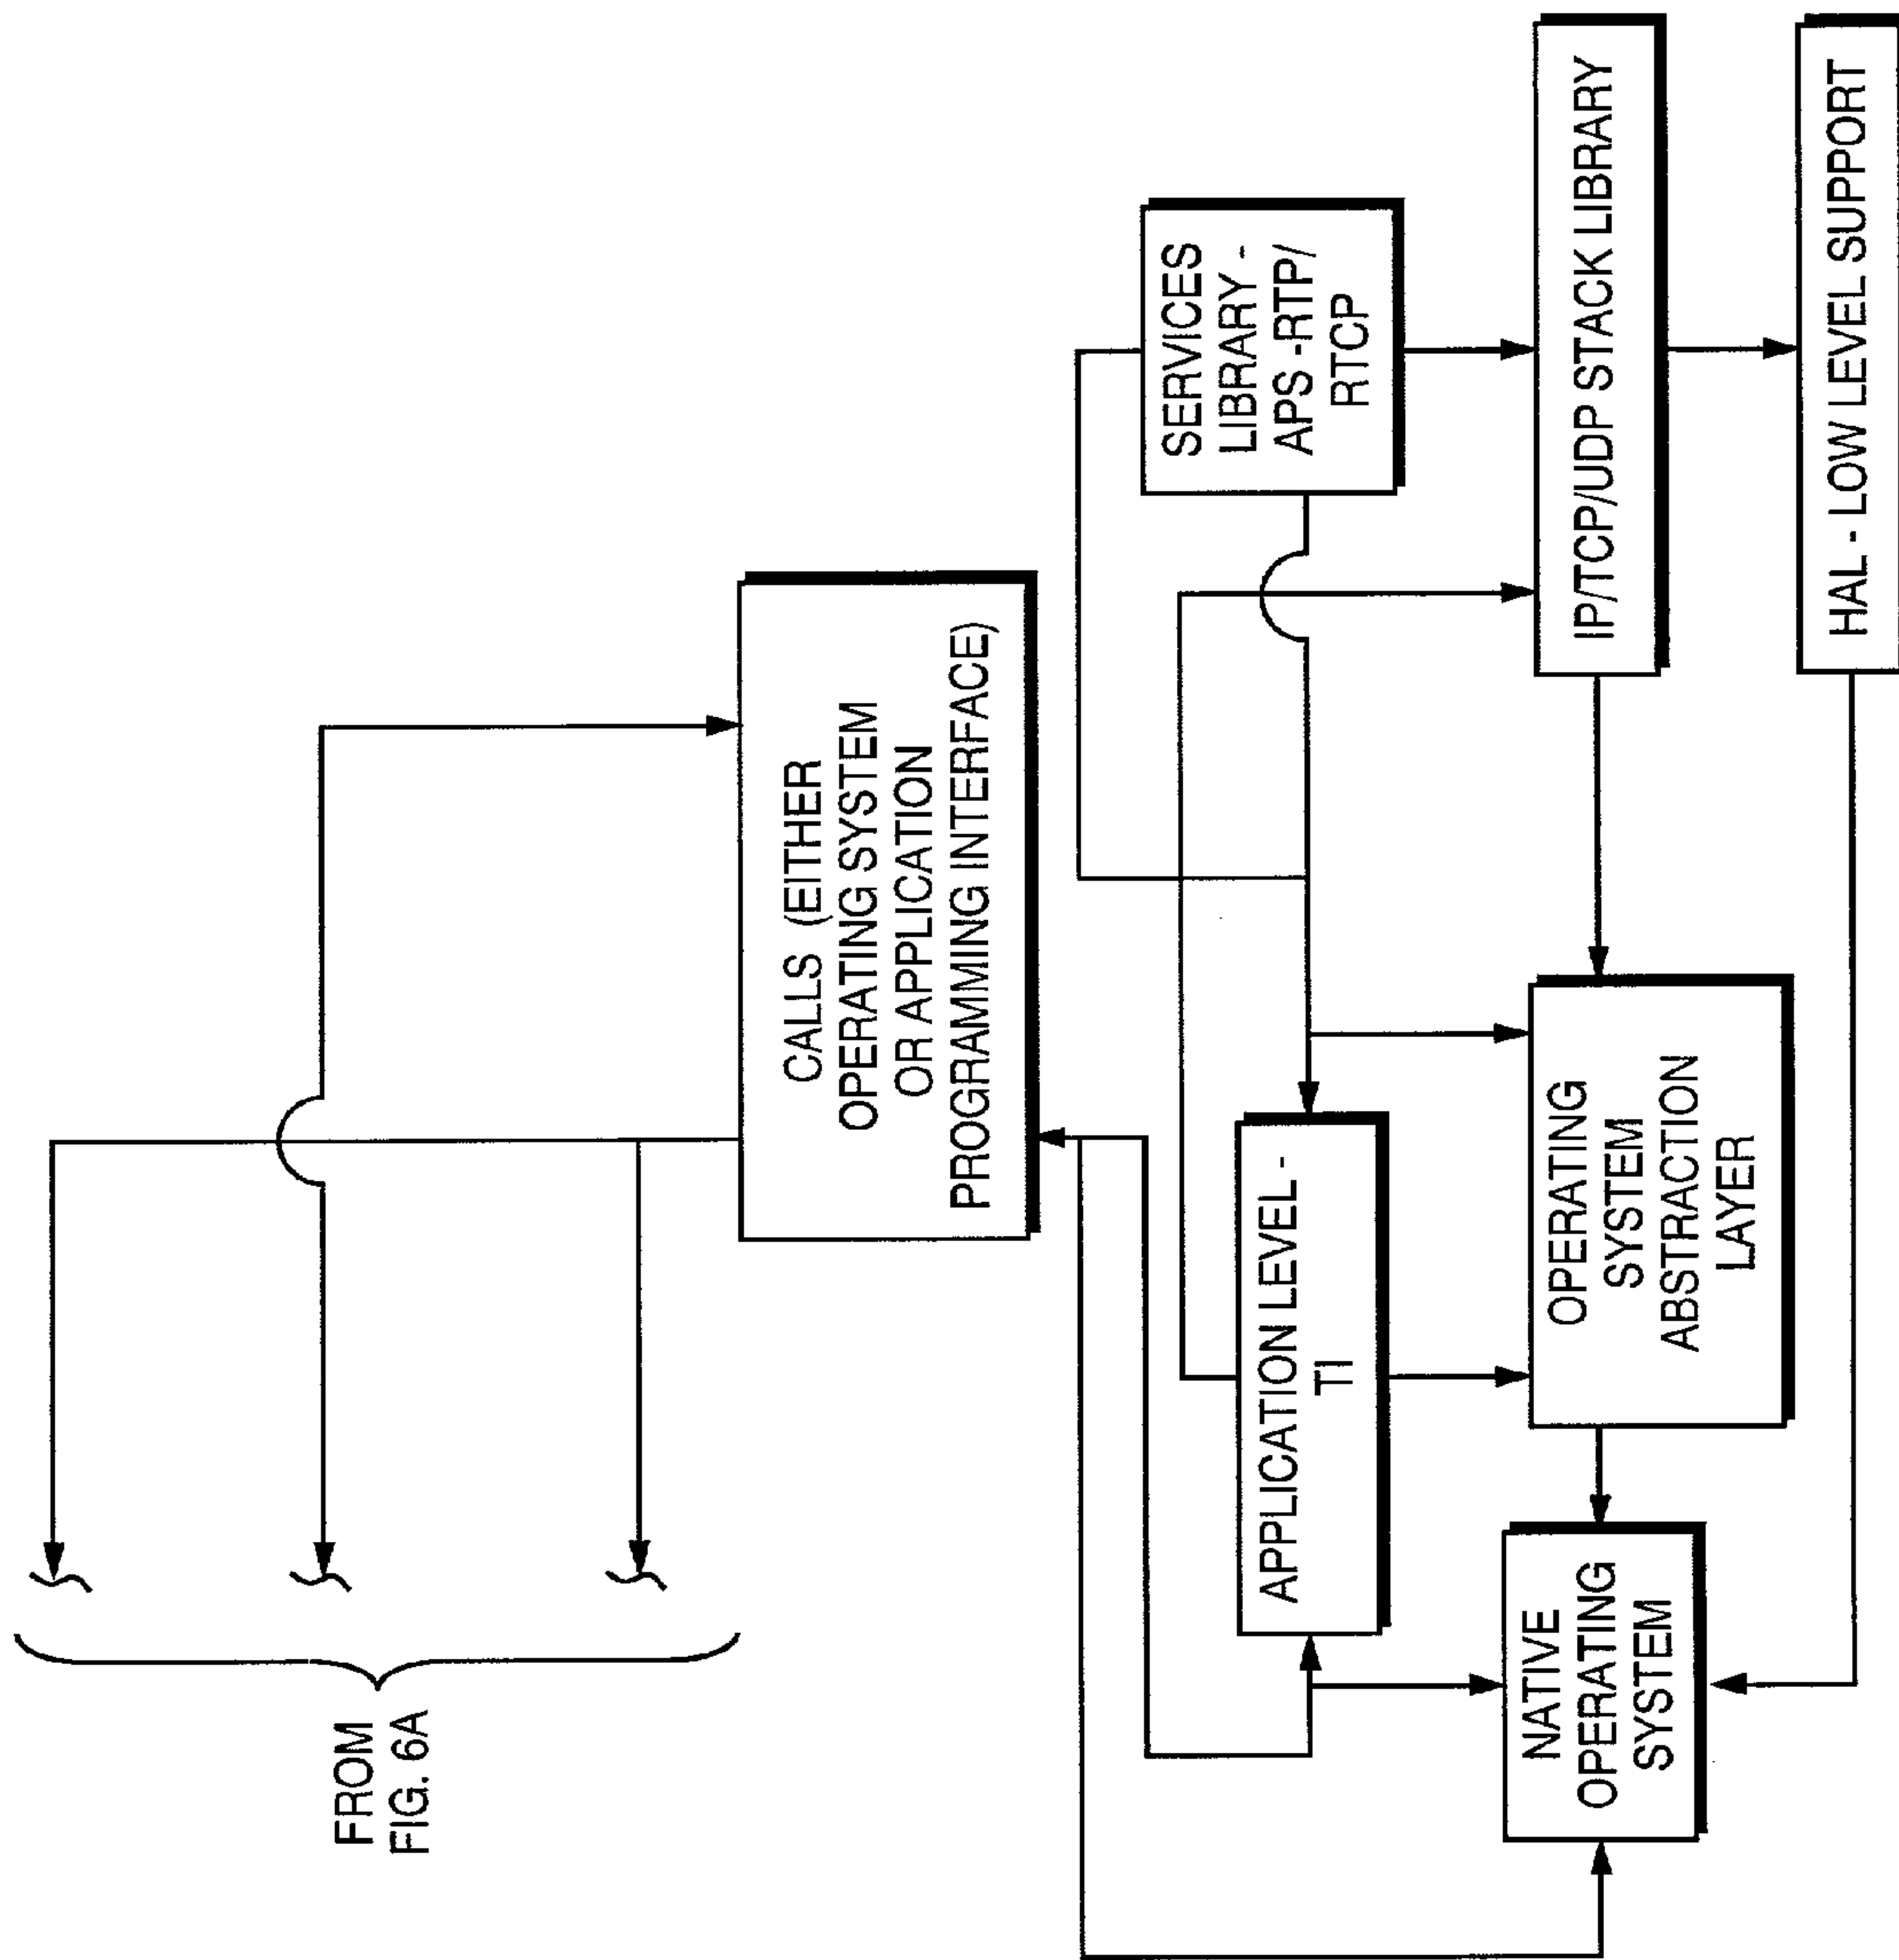 FROM
FIG. 6A
CALLS (EITHER
OPERATING SYSTEM
OR APPLICATION
PROGRAMMING INTERFACE)
SERVICES
LIBRARY -
APS -RTP/
RTCP
APPLICATION LEVEL -
TI
NATIVE
OPERATING
SYSTEM
OPERATING
SYSTEM
ABSTRACTION
LAYER
IP/TCP/UDP STACK LIBRARY
HAL - LOW LEVEL SUPPORT